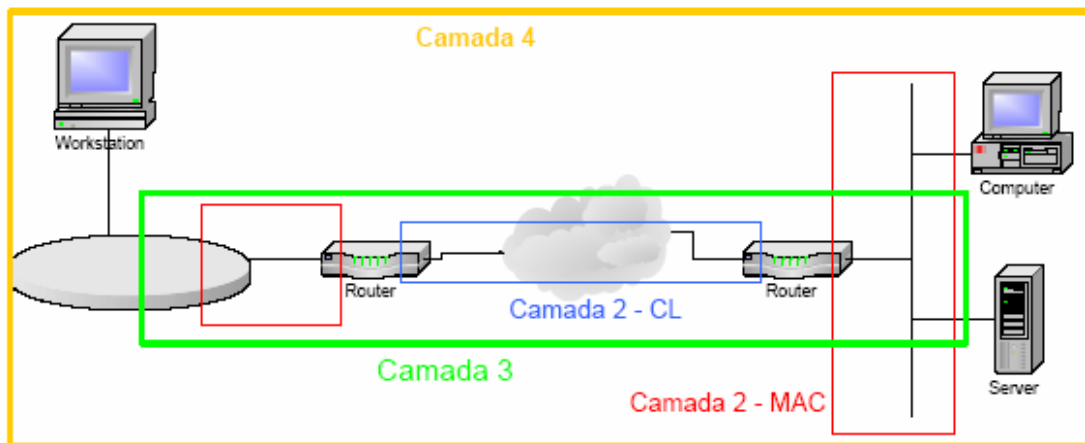 Camada 4
Workstation
Computer
Router
Router
Camada 2 - CL
Camada 3
Camada 2 - MAC
Server